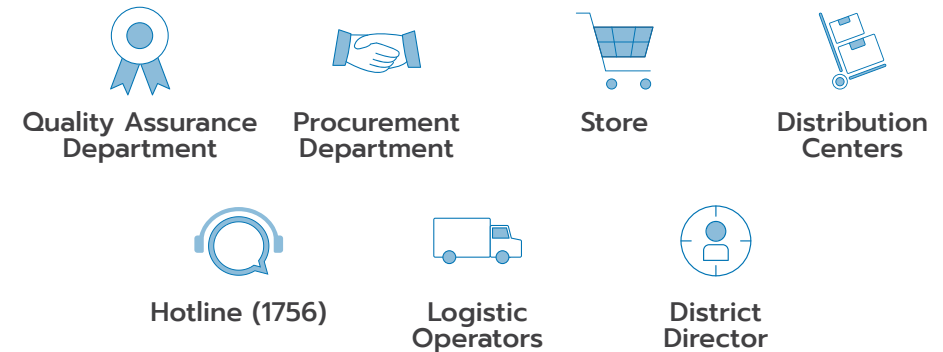 Quality Assurance
Department
Procurement
Department
Store
Distribution
Centers
Hotline (1756)
Logistic
Operators
District
Director